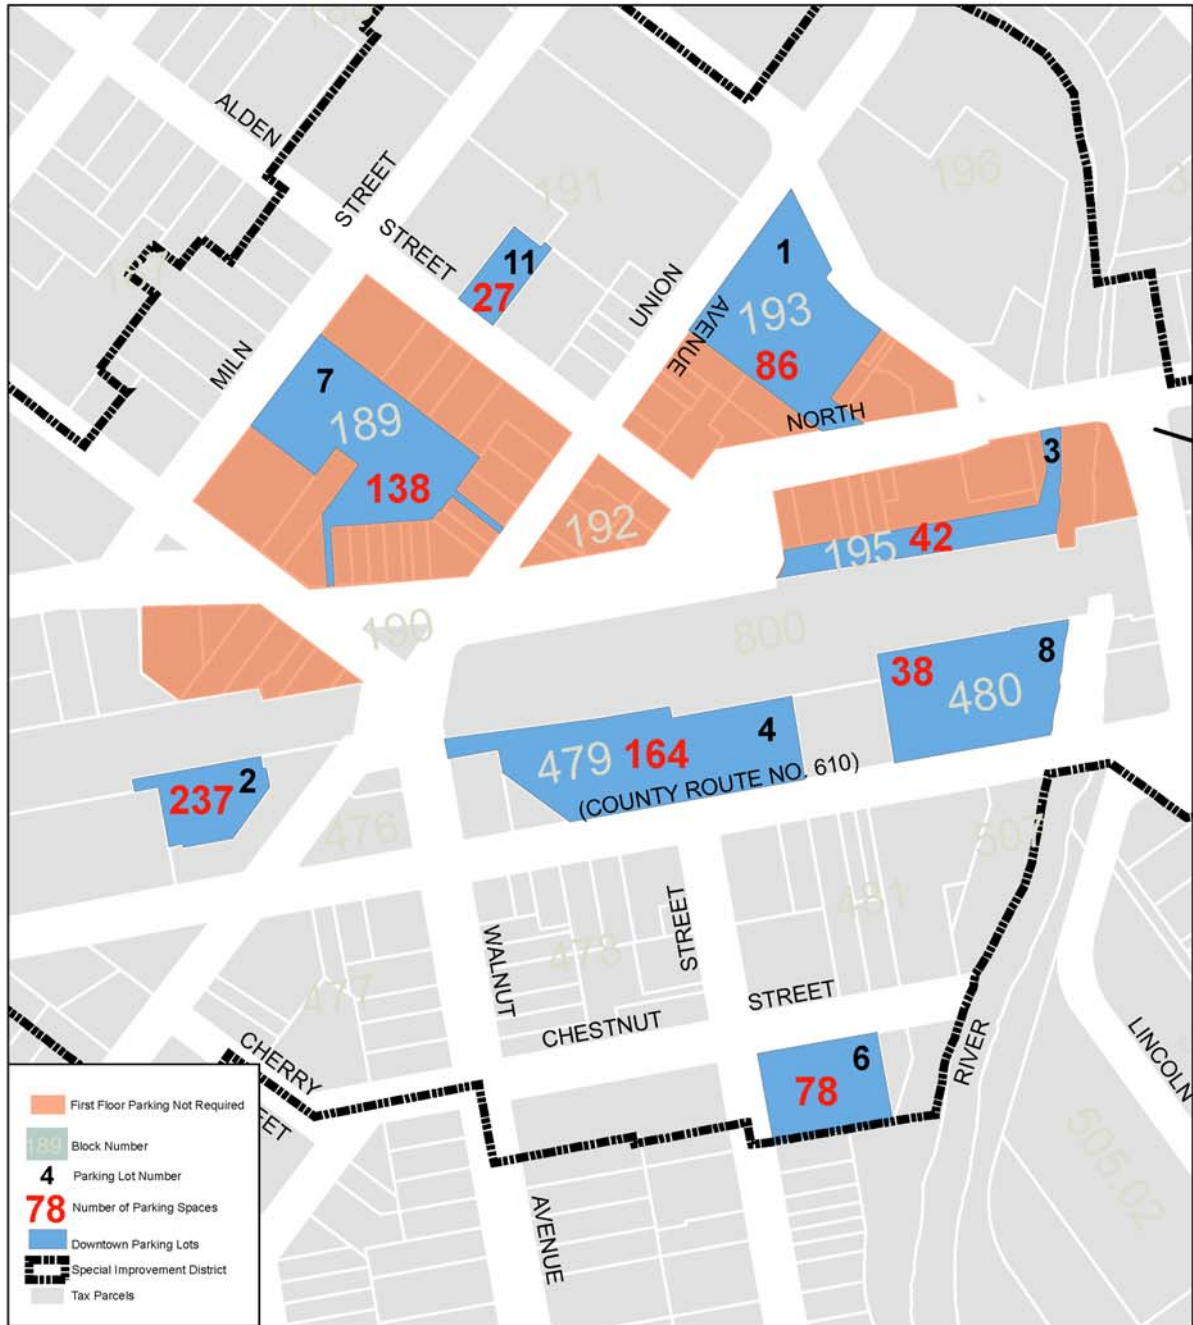 ALDEN
STREET
STREET
191
196
11
27
1
UNION
AVENUE
193
86
MILN
7
189
138
NORTH
3
192
195
42
190
800
8
38
480
4
479
164
(COUNTY ROUTE NO. 610)
2
237
476
481
STREET
WALNUT
478
477
STREET
CHESTNUT
CHERRY
RIVER
LINCOLN
6
78
505.02
AVENUE
EET
First Floor Parking Not Required
189
Block Number
4
Parking Lot Number
78
Number of Parking Spaces
Downtown Parking Lots
Special Improvement District
Tax Parcels